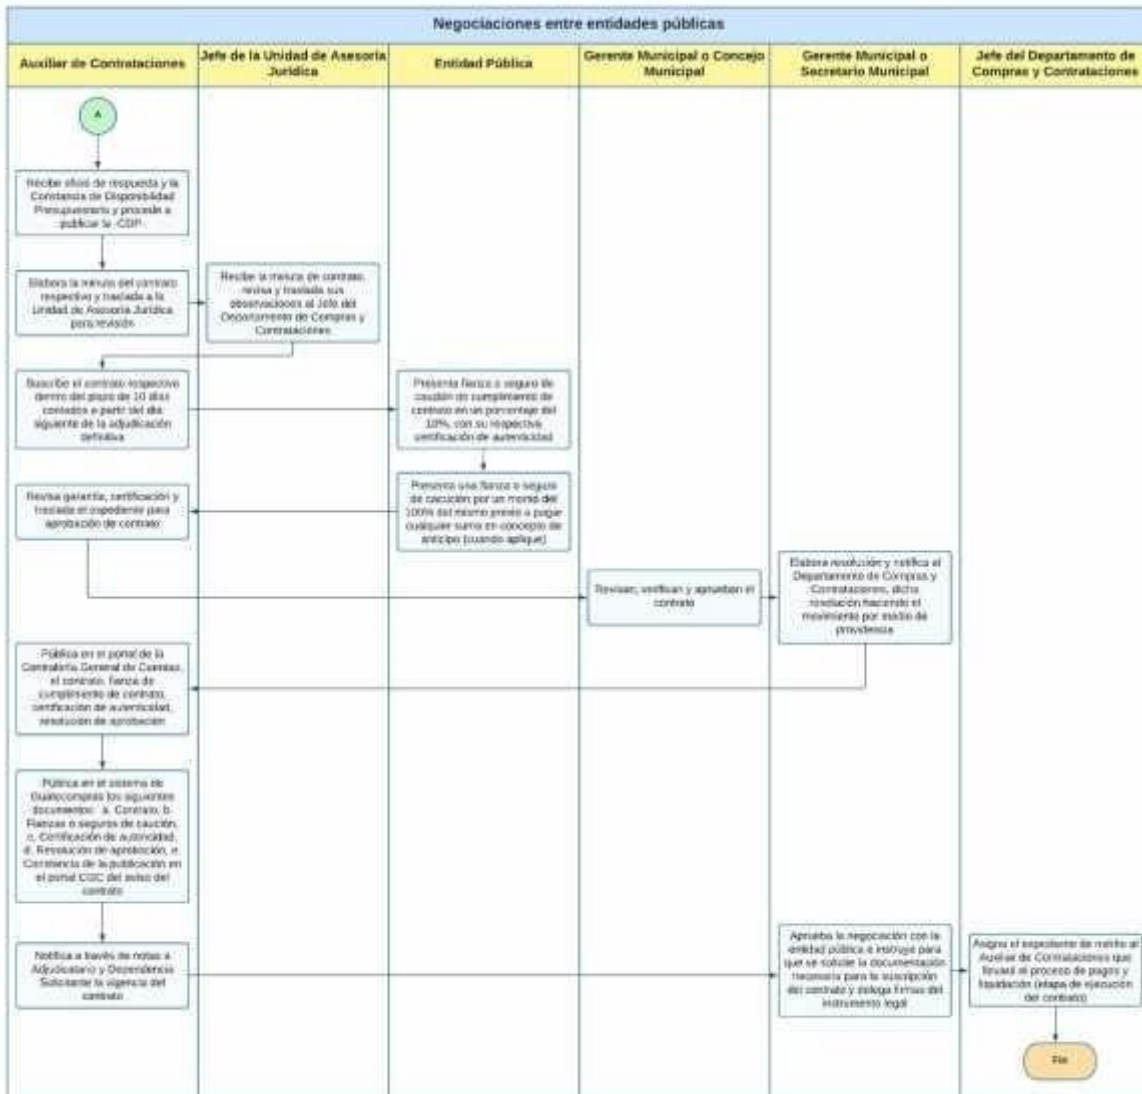 Negociaciones entre entidades públicas
Auxiliar de Contrataciones
Jefe de la Unidad de Asesoría
Jurídica
Entidad Pública
Gerente Municipal o Concejo
Municipal
Gerente Municipal o
Secretario Municipal
Jefe del Departamento de
Compras y Contrataciones
A
Recibe oficio de respuesta y la
Constancia de Disponibilidad
Presupuestaria y procede a
publicar la -CDP-
Elabora la minuta del contrato
respectivo y traslada a la
Unidad de Asesoría Jurídica
para revisión
Recibe la minuta de contrato,
revisa y traslada sus
observaciones al Jefe del
Departamento de Compras y
Contrataciones
Suscribe el contrato respectivo
dentro del plazo de 10 días
contados a partir del día
siguiente de la adjudicación
definitiva
Presenta fianza o seguro de
caución de cumplimiento de
contrato en un porcentaje del
10%, con su respectiva
certificación de autenticidad
Presenta una fianza o seguro
de cacución por un monto del
100% del mismo previo a pagar
cualquier suma en concepto de
anticipo (cuando aplique)
Revisa garantía, certificación y
traslada el expediente para
aprobación de contrato
Revisan, verifican y aprueban el
contrato
Elabora resolución y notifica al
Departamento de Compras y
Contrataciones, dicha
resolución haciendo el
movimiento por medio de
providencia
Pública en el portal de la
Contraloría General de Cuentas,
el contrato, fianza de
cumplimiento de contrato,
certificación de autenticidad,
resolución de aprobación
Pública en el sistema de
Guatecompras los siguientes
documentos: a. Contrato, b.
Fianzas o seguros de caución,
c. Certificación de autenticidad,
d. Resolución de aprobación, e.
Constancia de la publicación en
el portal CGC del aviso del
contrato
Notifica a través de notas a
Adjudicatario y Dependencia
Solicitante la vigencia del
contrato
Aprueba la negociación con la
entidad pública e instruye para
que se solicite la documentación
necesaria para la suscripción
del contrato y delega firmas del
instrumento legal
Asigna el expediente de mérito al
Auxiliar de Contrataciones que
llevará el proceso de pagos y
liquidación (etapa de ejecución
del contrato)
Fin